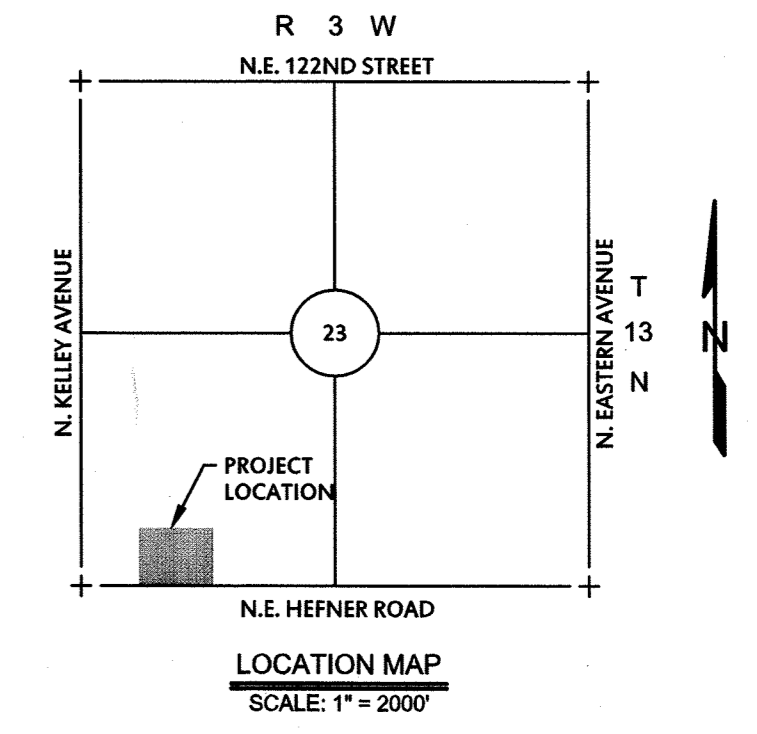 R 3 W
N.E. 122ND STREET
N. KELLEY AVENUE
23
N. EASTERN AVENUE
T
13
N
N
PROJECT
LOCATION
N.E. HEFNER ROAD
LOCATION MAP
SCALE: 1" = 2000'